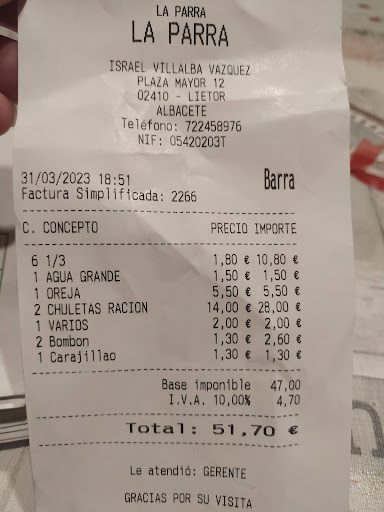 LA PARRA
LA PARRA
ISRAEL VILLALBA VAZQUEZ
PLAZA MAYOR 12
02410 - LIETOR
ALBACETE
Teléfono: 722458976
NIF: 05420203T
31/03/2023 18:51 Barra
Factura Simplificada: 2266
C. CONCEPTO PRECIO IMPORTE
6 1/3 1,80 € 10,80 €
1 AGUA GRANDE 1,50 € 1,50 €
1 OREJA 5,50 € 5,50 €
2 CHULETAS RACION 14,00 € 28,00 €
1 VARIOS 2,00 € 2,00 €
2 Bombon 1,30 € 2,60 €
1 Carajillao 1,30 € 1,30 €
Base imponible 47,00
I.V.A. 10,00% 4,70
Total: 51,70 €
Le atendió: GERENTE
GRACIAS POR SU VISITA